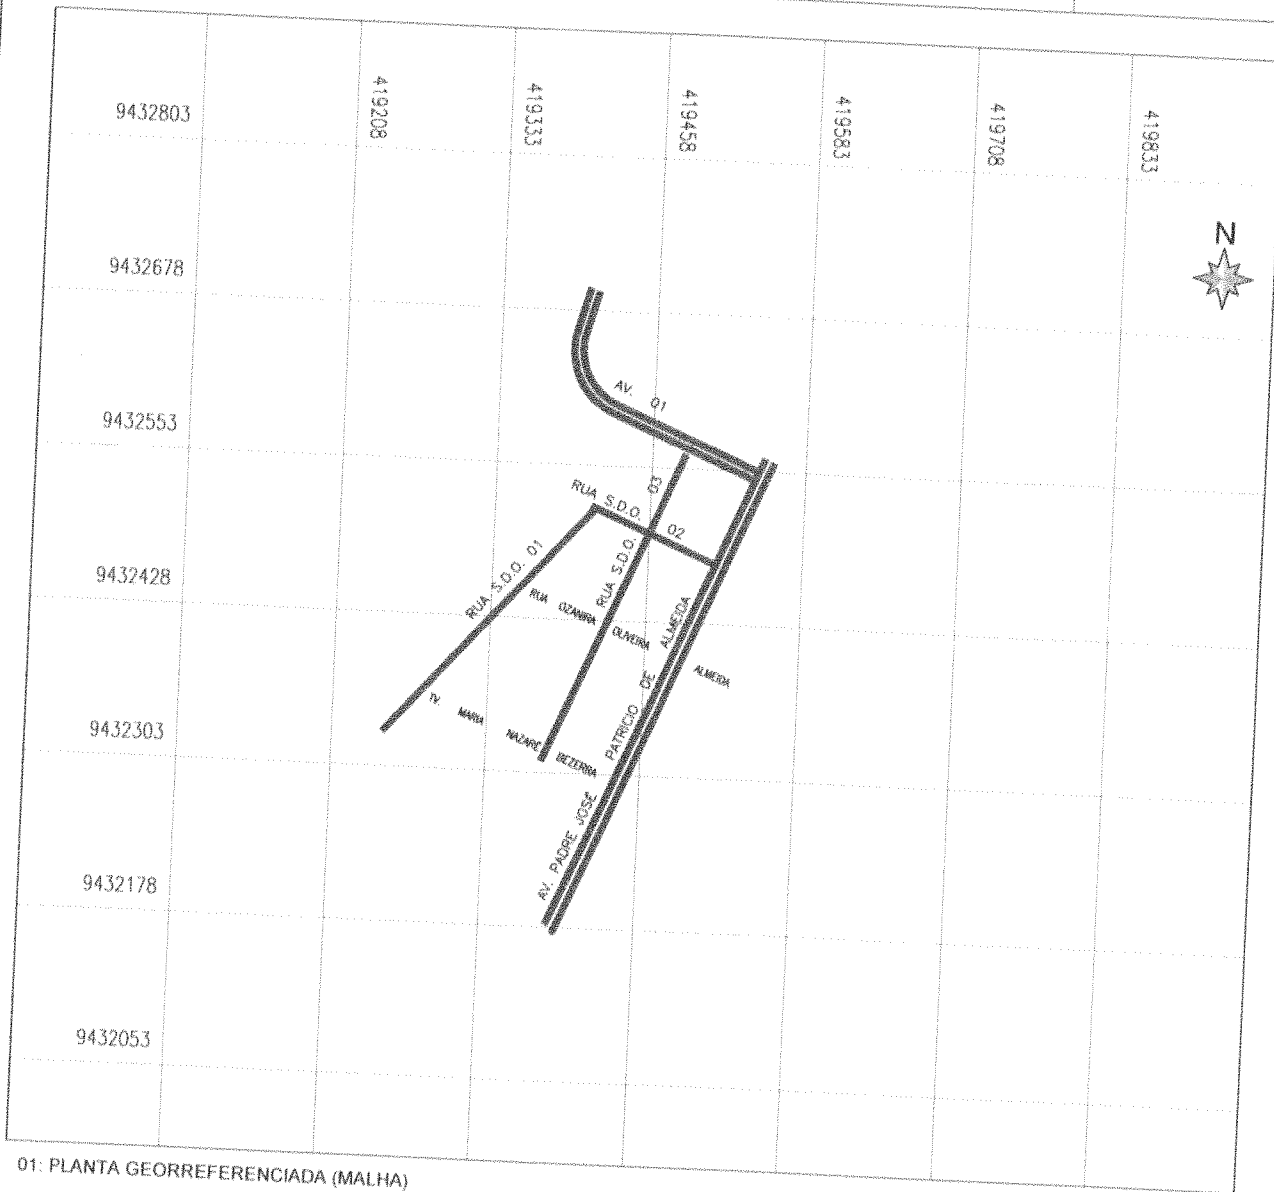 419208
419333
419458
419583
419708
419833
9432803
9432678
9432553
9432428
9432303
9432178
9432053
N
AV. 01
RUA S.D.O. 02
RUA S.D.O. 03
RUA S.D.O. 01
RUA OZANIRA OLIVEIRA ALMEIDA
TV. MARIA NAZARÉ BEZERRA
AV. PADRE JOSÉ PATRICIO DE ALMEIDA
01: PLANTA GEORREFERENCIADA (MALHA)